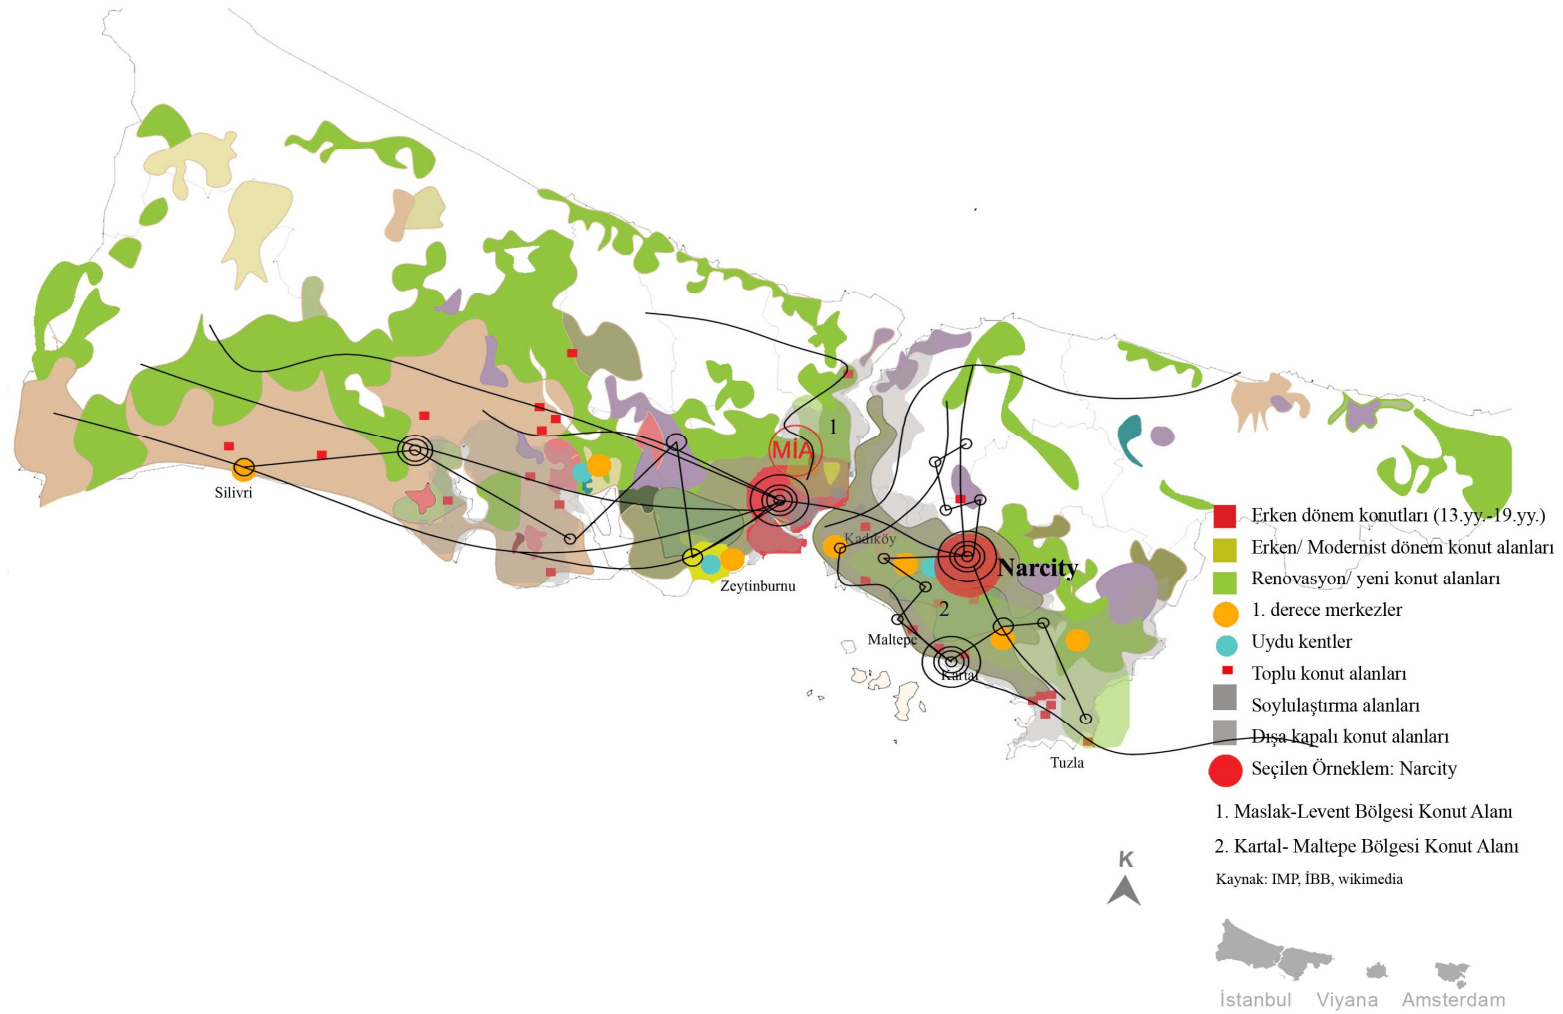 1
MİA
Silivri
Zeytinburnu
Kadıköy
Narcity
2
Maltepe
Kartal
Tuzla
Erken dönem konutları (13.yy.-19.yy.)
Erken/ Modernist dönem konut alanları
Renovasyon/ yeni konut alanları
1. derece merkezler
Uydu kentler
Toplu konut alanları
Soylulaştırma alanları
Dışa kapalı konut alanları
Seçilen Örneklem: Narcity
1. Maslak-Levent Bölgesi Konut Alanı
2. Kartal- Maltepe Bölgesi Konut Alanı
Kaynak: IMP, İBB, wikimedia
K
İstanbul Viyana Amsterdam